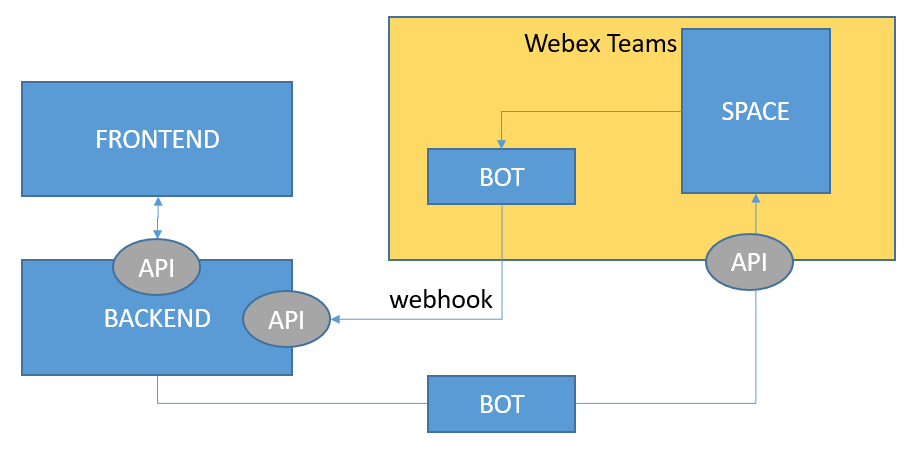 Webex Teams
SPACE
FRONTEND
BOT
API
API
BACKEND
API
webhook
BOT